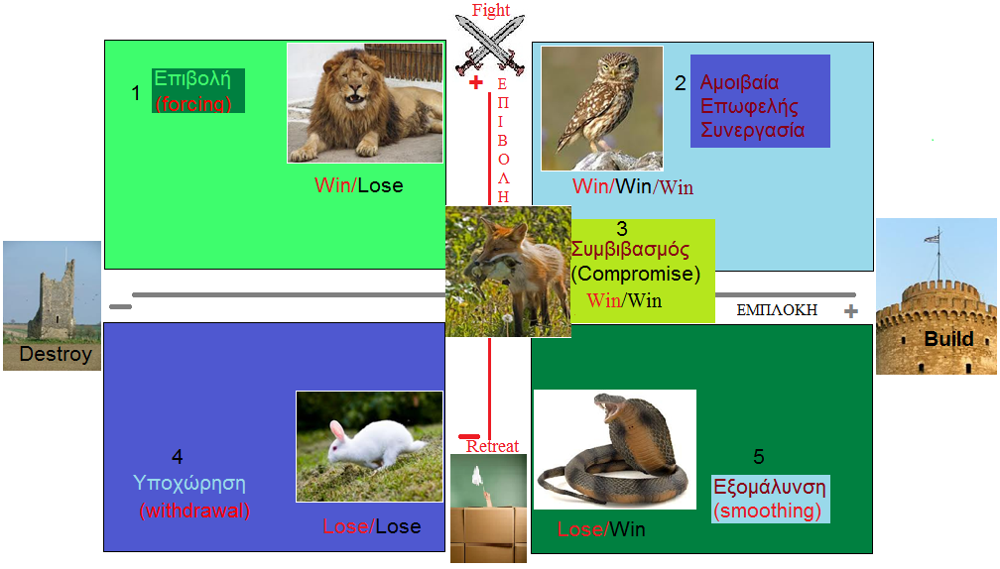 Fight
+
ΕΠΙΒΟΛΗ
1
Επιβολή
(forcing)
Win/Lose
2
Αμοιβαία
Επωφελής
Συνεργασία
Win/Win/Win
3
Συμβιβασμός
(Compromise)
Win/Win
ΕΜΠΛΟΚΗ
+
Destroy
Build
4
Υποχώρηση
(withdrawal)
Lose/Lose
Retreat
5
Εξομάλυνση
(smoothing)
Lose/Win